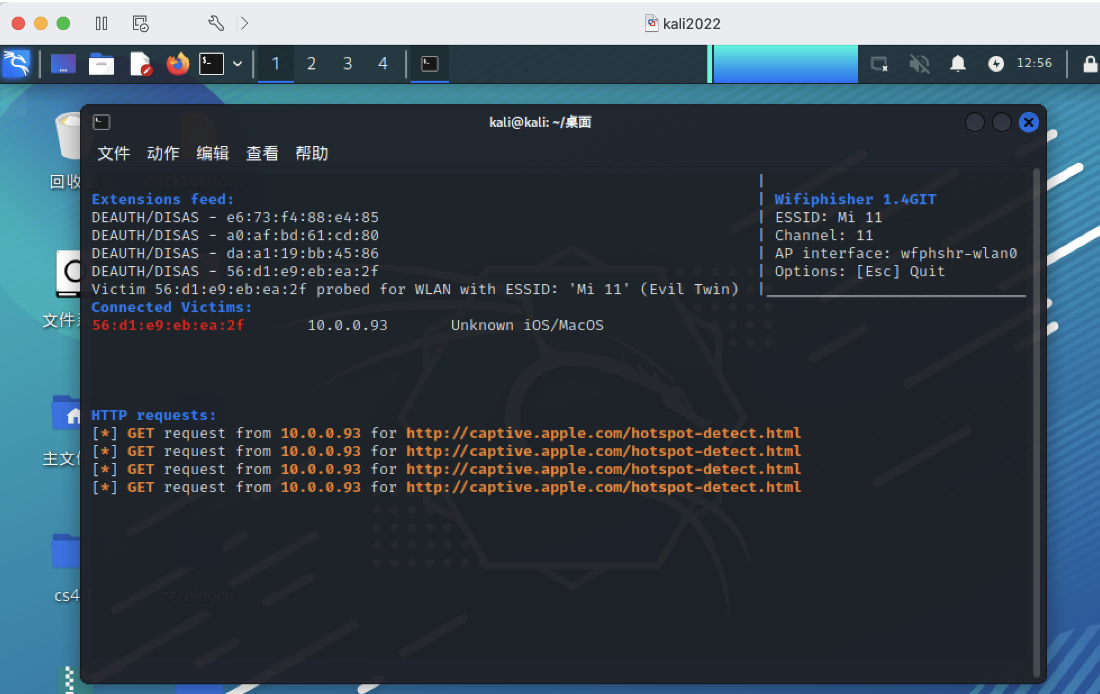 kali2022
1 2 3 4
12:56
kali@kali: ~/桌面
文件 动作 编辑 查看 帮助
回收
文件
主文件
cs4.7
zerologon
Extensions feed:
DEAUTH/DISAS - e6:73:f4:88:e4:85
DEAUTH/DISAS - a0:af:bd:61:cd:80
DEAUTH/DISAS - da:a1:19:bb:45:86
DEAUTH/DISAS - 56:d1:e9:eb:ea:2f
Victim 56:d1:e9:eb:ea:2f probed for WLAN with ESSID: 'Mi 11' (Evil Twin)
Connected Victims:
56:d1:e9:eb:ea:2f 10.0.0.93 Unknown iOS/MacOS
| Wifiphisher 1.4GIT
| ESSID: Mi 11
| Channel: 11
| AP interface: wfphshr-wlan0
| Options: [Esc] Quit
HTTP requests:
[*] GET request from 10.0.0.93 for http://captive.apple.com/hotspot-detect.html
[*] GET request from 10.0.0.93 for http://captive.apple.com/hotspot-detect.html
[*] GET request from 10.0.0.93 for http://captive.apple.com/hotspot-detect.html
[*] GET request from 10.0.0.93 for http://captive.apple.com/hotspot-detect.html